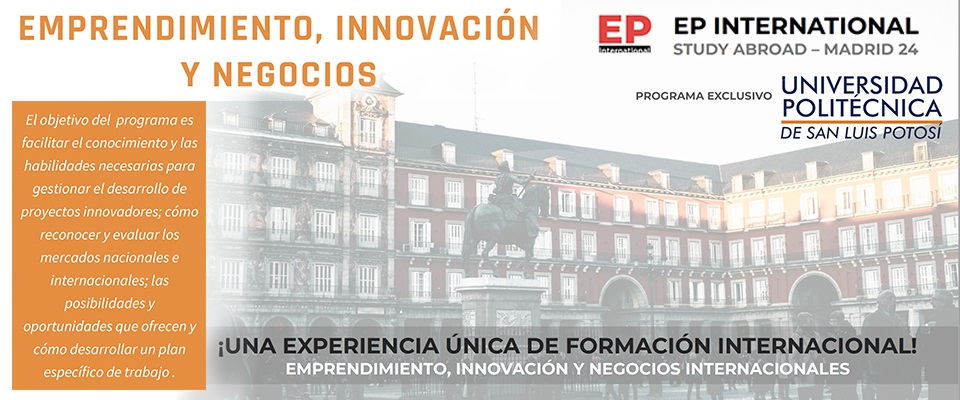 EMPRENDIMIENTO, INNOVACIÓN
Y NEGOCIOS
El objetivo del programa es
facilitar el conocimiento y las
habilidades necesarias para
gestionar el desarrollo de
proyectos innovadores; cómo
reconocer y evaluar los
mercados nacionales e
internacionales; las
posibilidades y
oportunidades que ofrecen y
cómo desarrollar un plan
específico de trabajo .
EP
International
EP INTERNATIONAL
STUDY ABROAD – MADRID 24
PROGRAMA EXCLUSIVO
UNIVERSIDAD
POLITÉCNICA
DE SAN LUIS POTOSÍ
¡UNA EXPERIENCIA ÚNICA DE FORMACIÓN INTERNACIONAL!
EMPRENDIMIENTO, INNOVACIÓN Y NEGOCIOS INTERNACIONALES